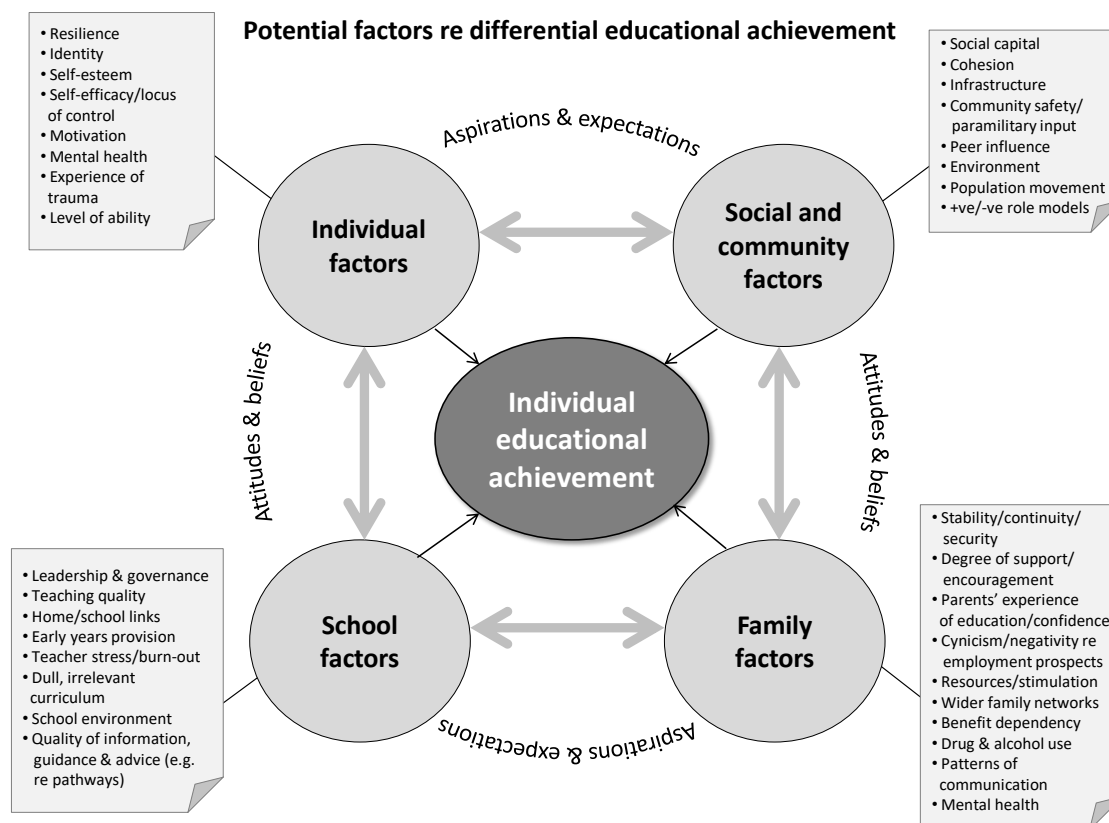 Potential factors re differential educational achievement
• Resilience
• Identity
• Self-esteem
• Self-efficacy/locus
of control
• Motivation
• Mental health
• Experience of
trauma
• Level of ability
• Social capital
• Cohesion
• Infrastructure
• Community safety/
paramilitary input
• Peer influence
• Environment
• Population movement
• +ve/-ve role models
Aspirations & expectations
Individual
factors
Social and
community
factors
Attitudes & beliefs
Individual
educational
achievement
Attitudes & beliefs
School
factors
Family
factors
Aspirations & expectations
• Leadership & governance
• Teaching quality
• Home/school links
• Early years provision
• Teacher stress/burn-out
• Dull, irrelevant
curriculum
• School environment
• Quality of information,
guidance & advice (e.g.
re pathways)
• Stability/continuity/
security
• Degree of support/
encouragement
• Parents’ experience
of education/confidence
• Cynicism/negativity re
employment prospects
• Resources/stimulation
• Wider family networks
• Benefit dependency
• Drug & alcohol use
• Patterns of
communication
• Mental health